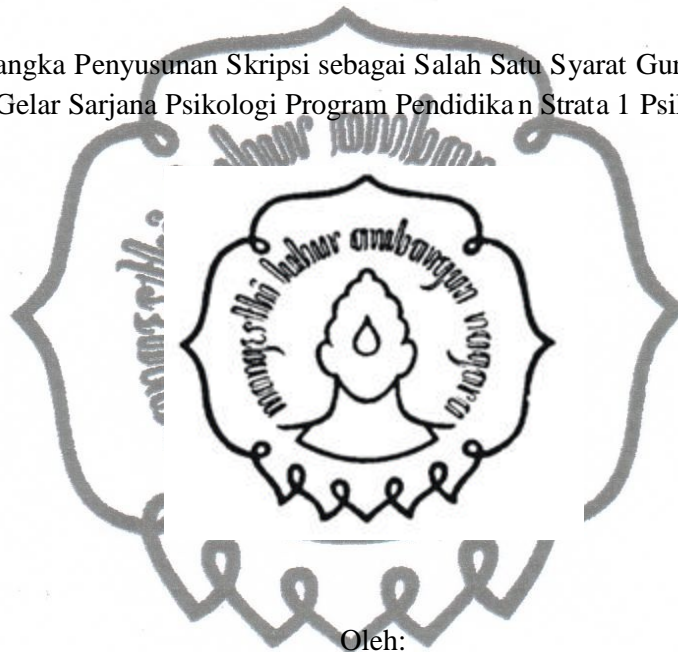 angka Penyusunan Skripsi sebagai Salah Satu Syarat Gu
Gelar Sarjana Psikologi Program Pendidikan Strata 1 Psi
mangesthi luhur ambangun nagara
Oleh: